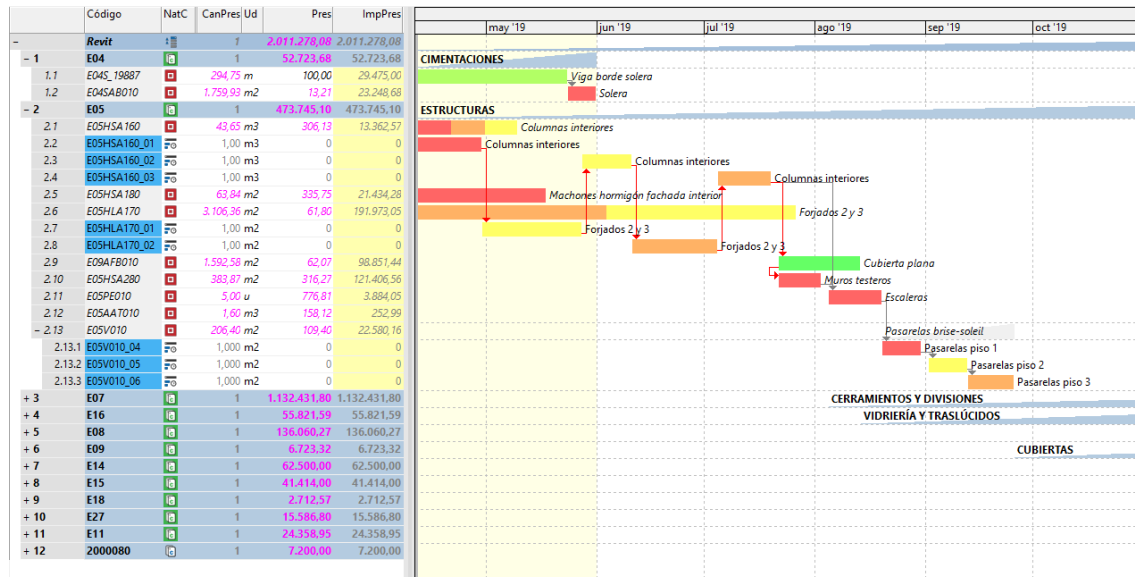 Código NatC CanPres Ud Pres ImpPres
may '19 jun '19 jul '19 ago '19 sep '19 oct '19
− Revit 1 2.011.278,08 2.011.278,08
− 1 E04 1 52.723,68 52.723,68 CIMENTACIONES
1.1 E04S_19887 294,75 m 100,00 29.475,00 Viga borde solera
1.2 E04SAB010 1.759,93 m2 13,21 23.248,68 Solera
− 2 E05 1 473.745,10 473.745,10 ESTRUCTURAS
2.1 E05HSA160 43,65 m3 306,13 13.362,57 Columnas interiores
2.2 E05HSA160_01 1,00 m3 0 0 Columnas interiores
2.3 E05HSA160_02 1,00 m3 0 0 Columnas interiores
2.4 E05HSA160_03 1,00 m3 0 0 Columnas interiores
2.5 E05HSA180 63,84 m2 335,75 21.434,28 Machones hormigón fachada interior
2.6 E05HLA170 3.106,36 m2 61,80 191.973,05 Forjados 2 y 3
2.7 E05HLA170_01 1,00 m2 0 0 Forjados 2 y 3
2.8 E05HLA170_02 1,00 m2 0 0 Forjados 2 y 3
2.9 E09AFB010 1.592,58 m2 62,07 98.851,44 Cubierta plana
2.10 E05HSA280 383,87 m2 316,27 121.406,56 Muros testeros
2.11 E05PE010 5,00 u 776,81 3.884,05 Escaleras
2.12 E05AAT010 1,60 m3 158,12 252,99
− 2.13 E05V010 206,40 m2 109,40 22.580,16 Pasarelas brise-soleil
2.13.1 E05V010_04 1,000 m2 0 0 Pasarelas piso 1
2.13.2 E05V010_05 1,000 m2 0 0 Pasarelas piso 2
2.13.3 E05V010_06 1,000 m2 0 0 Pasarelas piso 3
+ 3 E07 1 1.132.431,80 1.132.431,80 CERRAMIENTOS Y DIVISIONES
+ 4 E16 1 55.821,59 55.821,59 VIDRIERÍA Y TRASLÚCIDOS
+ 5 E08 1 136.060,27 136.060,27
+ 6 E09 1 6.723,32 6.723,32 CUBIERTAS
+ 7 E14 1 62.500,00 62.500,00
+ 8 E15 1 41.414,00 41.414,00
+ 9 E18 1 2.712,57 2.712,57
+ 10 E27 1 15.586,80 15.586,80
+ 11 E11 1 24.358,95 24.358,95
+ 12 2000080 1 7.200,00 7.200,00